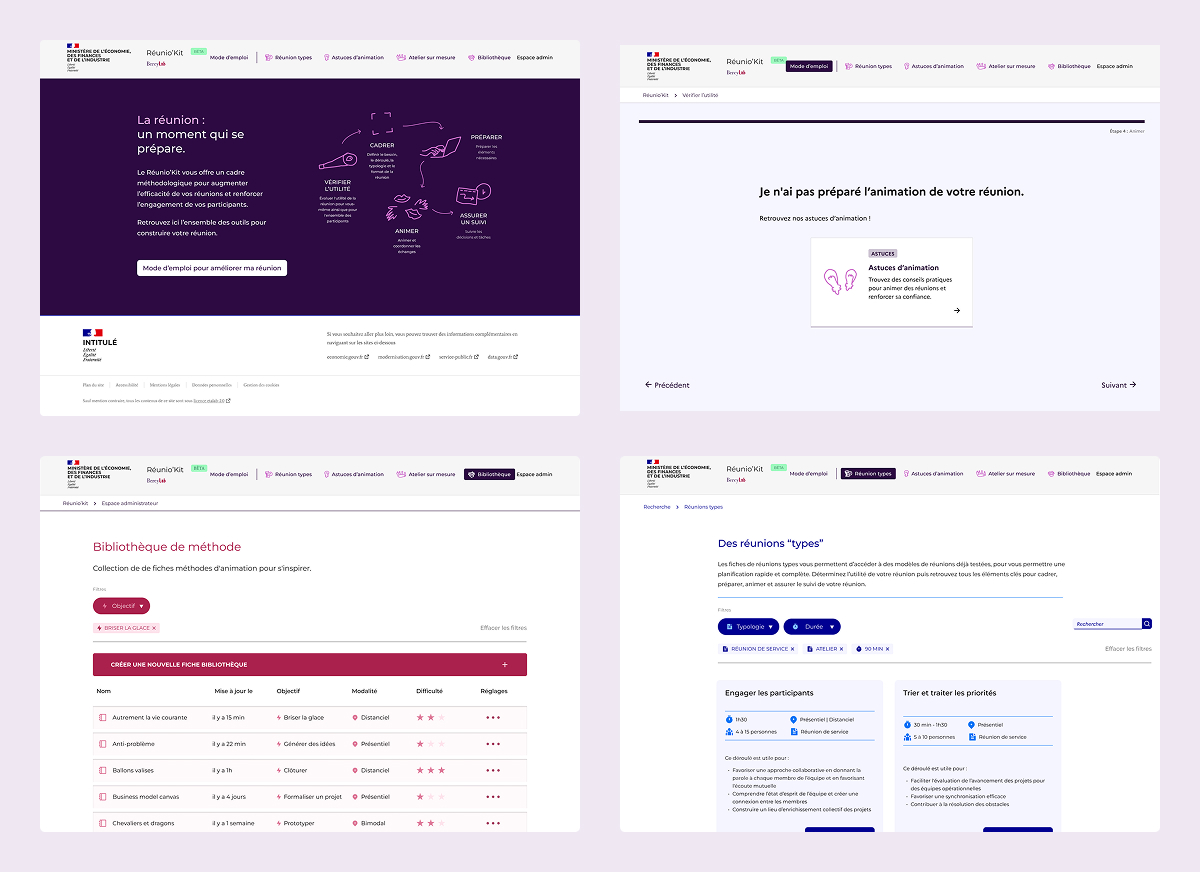 MINISTÈRE DE L'ÉCONOMIE,
DES FINANCES
ET DE L'INDUSTRIE
Liberté
Égalité
Fraternité
Réunio'Kit
BÊTA
BercyLab
Mode d'emploi
Réunion types
Astuces d'animation
Atelier sur mesure
Bibliothèque
Espace admin
La réunion :
un moment qui se
prépare.
Le Réunio'Kit vous offre un cadre
méthodologique pour augmenter
l'efficacité de vos réunions et renforcer
l'engagement de vos participants.
Retrouvez ici l'ensemble des outils pour
construire votre réunion.
Mode d'emploi pour améliorer ma réunion
VÉRIFIER
L'UTILITÉ
Évaluer l'utilité de la
réunion pour vous-
même ainsi que pour
l'ensemble des
participants
CADRER
Définir le besoin,
le déroulé, la
typologie et le
format de la
réunion
PRÉPARER
Préparer les
éléments
nécessaires
ANIMER
Animer et
coordonner les
échanges
ASSURER
UN SUIVI
Suivre les
décisions et tâches
INTITULÉ
Liberté
Égalité
Fraternité
Si vous souhaitez aller plus loin, vous pouvez trouver des informations complémentaires en
naviguant sur les sites ci-dessous
economie.gouv.fr
modernisation.gouv.fr
service-public.fr
data.gouv.fr
Plan du site
Accessibilité
Mentions légales
Données personnelles
Gestion des cookies
Sauf mention contraire, tous les contenus de ce site sont sous licence etalab-2.0
MINISTÈRE DE L'ÉCONOMIE,
DES FINANCES
ET DE L'INDUSTRIE
Liberté
Égalité
Fraternité
Réunio'Kit
BÊTA
BercyLab
Mode d'emploi
Réunion types
Astuces d'animation
Atelier sur mesure
Bibliothèque
Espace admin
Réunio'Kit > Vérifier l'utilité
Étape 4 : Animer
Je n'ai pas préparé l'animation de votre réunion.
Retrouvez nos astuces d'animation !
ASTUCES
Astuces d'animation
Trouvez des conseils pratiques
pour animer des réunions et
renforcer sa confiance.
→
← Précédent
Suivant →
MINISTÈRE DE L'ÉCONOMIE,
DES FINANCES
ET DE L'INDUSTRIE
Liberté
Égalité
Fraternité
Réunio'Kit
BÊTA
BercyLab
Mode d'emploi
Réunion types
Astuces d'animation
Atelier sur mesure
Bibliothèque
Espace admin
Réunio'kit > Espace administrateur
Bibliothèque de méthode
Collection de de fiches méthodes d'animation pour s'inspirer.
Filtres
Objectif ▼
BRISER LA GLACE ×
Effacer les filtres
CRÉER UNE NOUVELLE FICHE BIBLIOTHÈQUE +
Nom Mise à jour le Objectif Modalité Difficulté Réglages
Autrement la vie courante il y a 15 min Briser la glace Distanciel
Anti-problème il y a 22 min Générer des idées Présentiel
Ballons valises il y a 1h Clôturer Distanciel
Business model canvas il y a 4 jours Formaliser un projet Présentiel
Chevaliers et dragons il y a 1 semaine Prototyper Bimodal
MINISTÈRE DE L'ÉCONOMIE,
DES FINANCES
ET DE L'INDUSTRIE
Liberté
Égalité
Fraternité
Réunio'Kit
BÊTA
BercyLab
Mode d'emploi
Réunion types
Astuces d'animation
Atelier sur mesure
Bibliothèque
Espace admin
Recherche > Réunions types
Des réunions “types”
Les fiches de réunions types vous permettent d'accéder à des modèles de réunions déjà testées, pour vous permettre une
planification rapide et complète. Déterminez l'utilité de votre réunion puis retrouvez tous les éléments clés pour cadrer,
préparer, animer et assurer le suivi de votre réunion.
Filtres
Typologie ▼
Durée ▼
Rechercher
RÉUNION DE SERVICE ×
ATELIER ×
90 MIN ×
Effacer les filtres
Engager les participants
1h30
Présentiel | Distanciel
4 à 15 personnes
Réunion de service
Ce déroulé est utile pour :
- Favoriser une approche collaborative en donnant la
parole à chaque membre de l'équipe et en favorisant
l'écoute mutuelle
- Comprendre l'état d'esprit de l'équipe et créer une
connexion entre les membres
- Construire un lieu d'enrichissement collectif des projets
Trier et traiter les priorités
30 min - 1h30
Présentiel
5 à 10 personnes
Réunion de service
Ce déroulé est utile pour :
- Faciliter l'évaluation de l'avancement des projets pour
des équipes opérationnelles
- Favoriser une synchronisation efficace
- Contribuer à la résolution des obstacles